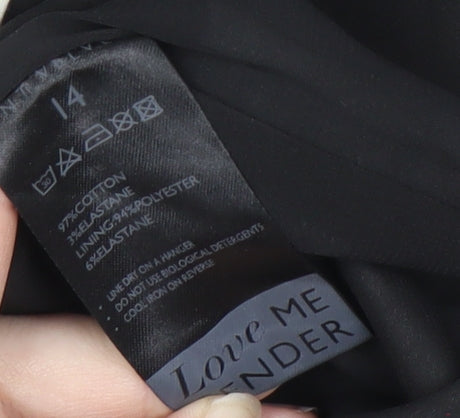 14
97%COTTON
3%ELASTANE
LINING-94%POLYESTER
6%ELASTANE
LINE DRY ON A HANGER
DO NOT USE BIOLOGICAL DETERGENTS
COOL IRON ON REVERSE
Love ME
ENDER